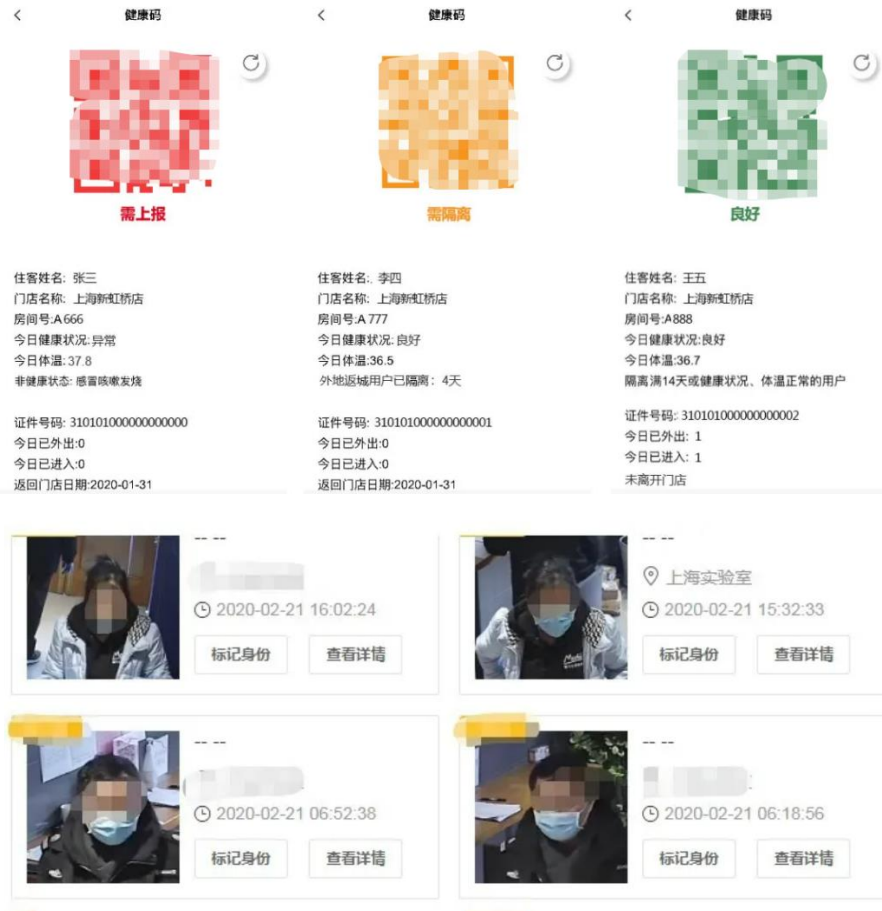 健康码
需上报
住客姓名: 张三
门店名称: 上海新虹桥店
房间号:A666
今日健康状况:异常
今日体温:37.8
非健康状态: 感冒咳嗽发烧
证件号码: 310101000000000000
今日已外出:0
今日已进入:0
返回门店日期:2020-01-31
健康码
需隔离
住客姓名:. 李四
门店名称: 上海新虹桥店
房间号:A777
今日健康状况:良好
今日体温:36.5
外地返城用户已隔离: 4天
证件号码: 310101000000000001
今日已外出:0
今日已进入:0
返回门店日期:2020-01-31
健康码
良好
住客姓名: 王五
门店名称: 上海新虹桥店
房间号:A888
今日健康状况:良好
今日体温:36.7
隔离满14天或健康状况、体温正常的用户
证件号码: 310101000000000002
今日已外出: 1
今日已进入: 1
未离开门店
-- --
2020-02-21 16:02:24
标记身份 查看详情
-- --
上海实验室
2020-02-21 15:32:33
标记身份 查看详情
-- --
2020-02-21 06:52:38
标记身份 查看详情
-- --
2020-02-21 06:18:56
标记身份 查看详情